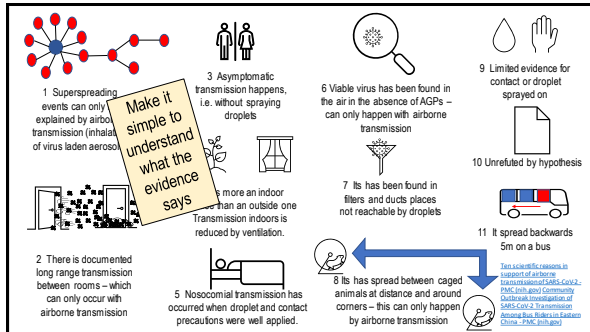 1 Superspreading
events can only
explained by airbor
transmission (inhalat
of virus laden aeroso
Make it
simple to
understand
what the
evidence
says
3 Asymptomatic
transmission happens,
i.e. without spraying
droplets
s more an indoor
than an outside one
Transmission indoors is
reduced by ventilation.
2 There is documented
long range transmission
between rooms – which
can only occur with
airborne transmission
5 Nosocomial transmission has
occurred when droplet and contact
precautions were well applied.
6 Viable virus has been found
in the air in the absence of AGPs –
can only happen with airborne
transmission
7 Its has been found in
filters and ducts places
not reachable by droplets
8 Its has spread between caged
animals at distance and around
corners – this can only happen
by airborne transmission
9 Limited evidence for
contact or droplet
sprayed on
10 Unrefuted by hypothesis
11 It spread backwards
5m on a bus
Ten scientific reasons in
support of airborne
transmission of SARS-CoV-2 -
PMC (nih.gov) Community
Outbreak Investigation of
SARS-CoV-2 Transmission
Among Bus Riders in Eastern
China - PMC (nih.gov)